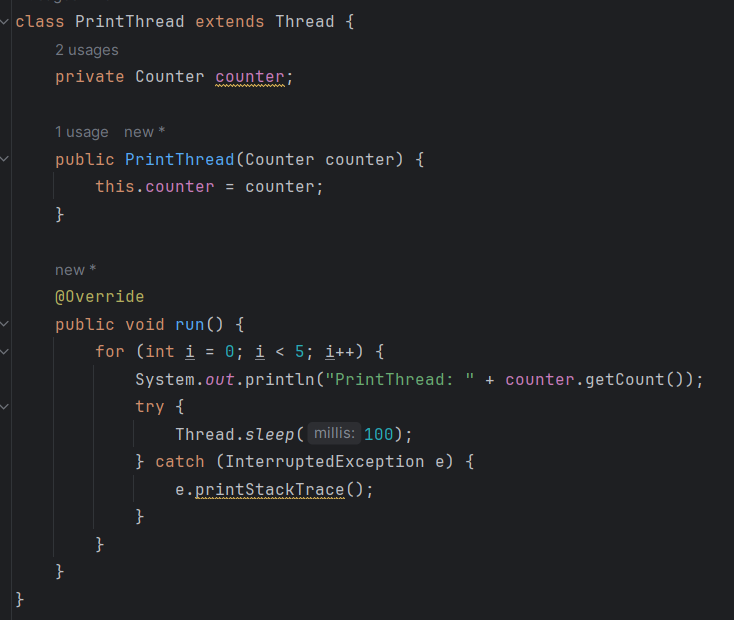 class PrintThread extends Thread {
2 usages
private Counter counter;
1 usage new *
public PrintThread(Counter counter) {
this.counter = counter;
}
new *
@Override
public void run() {
for (int i = 0; i < 5; i++) {
System.out.println("PrintThread: " + counter.getCount());
try {
Thread.sleep( millis: 100);
} catch (InterruptedException e) {
e.printStackTrace();
}
}
}
}